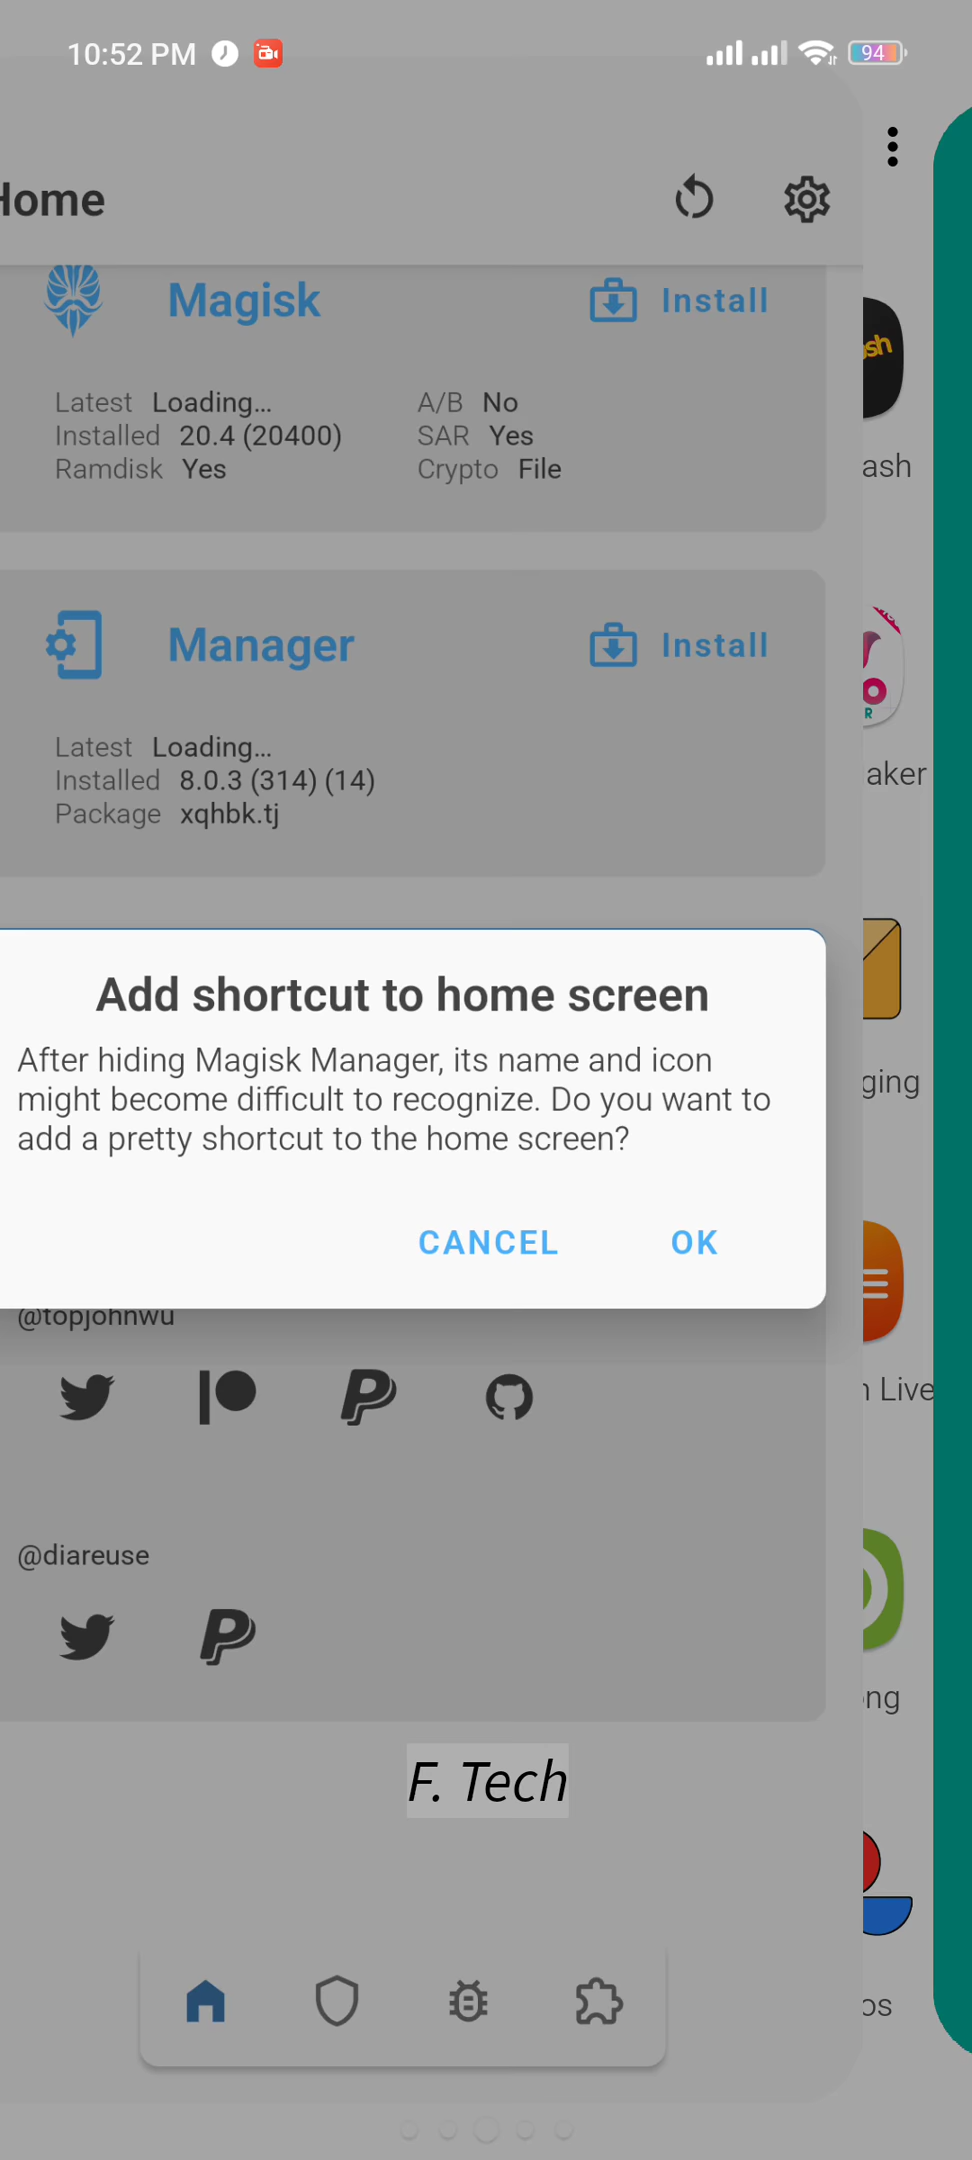 10:52 PM 94
Home
Magisk Install
Latest Loading...
Installed 20.4 (20400)
Ramdisk Yes
A/B No
SAR Yes
Crypto File
ash
Manager Install
Latest Loading...
Installed 8.0.3 (314) (14)
Package xqhbk.tj
aker
Add shortcut to home screen
After hiding Magisk Manager, its name and icon
might become difficult to recognize. Do you want to
add a pretty shortcut to the home screen?
CANCEL OK
ging
@topjohnwu
Live
@diareuse
ng
F. Tech
os